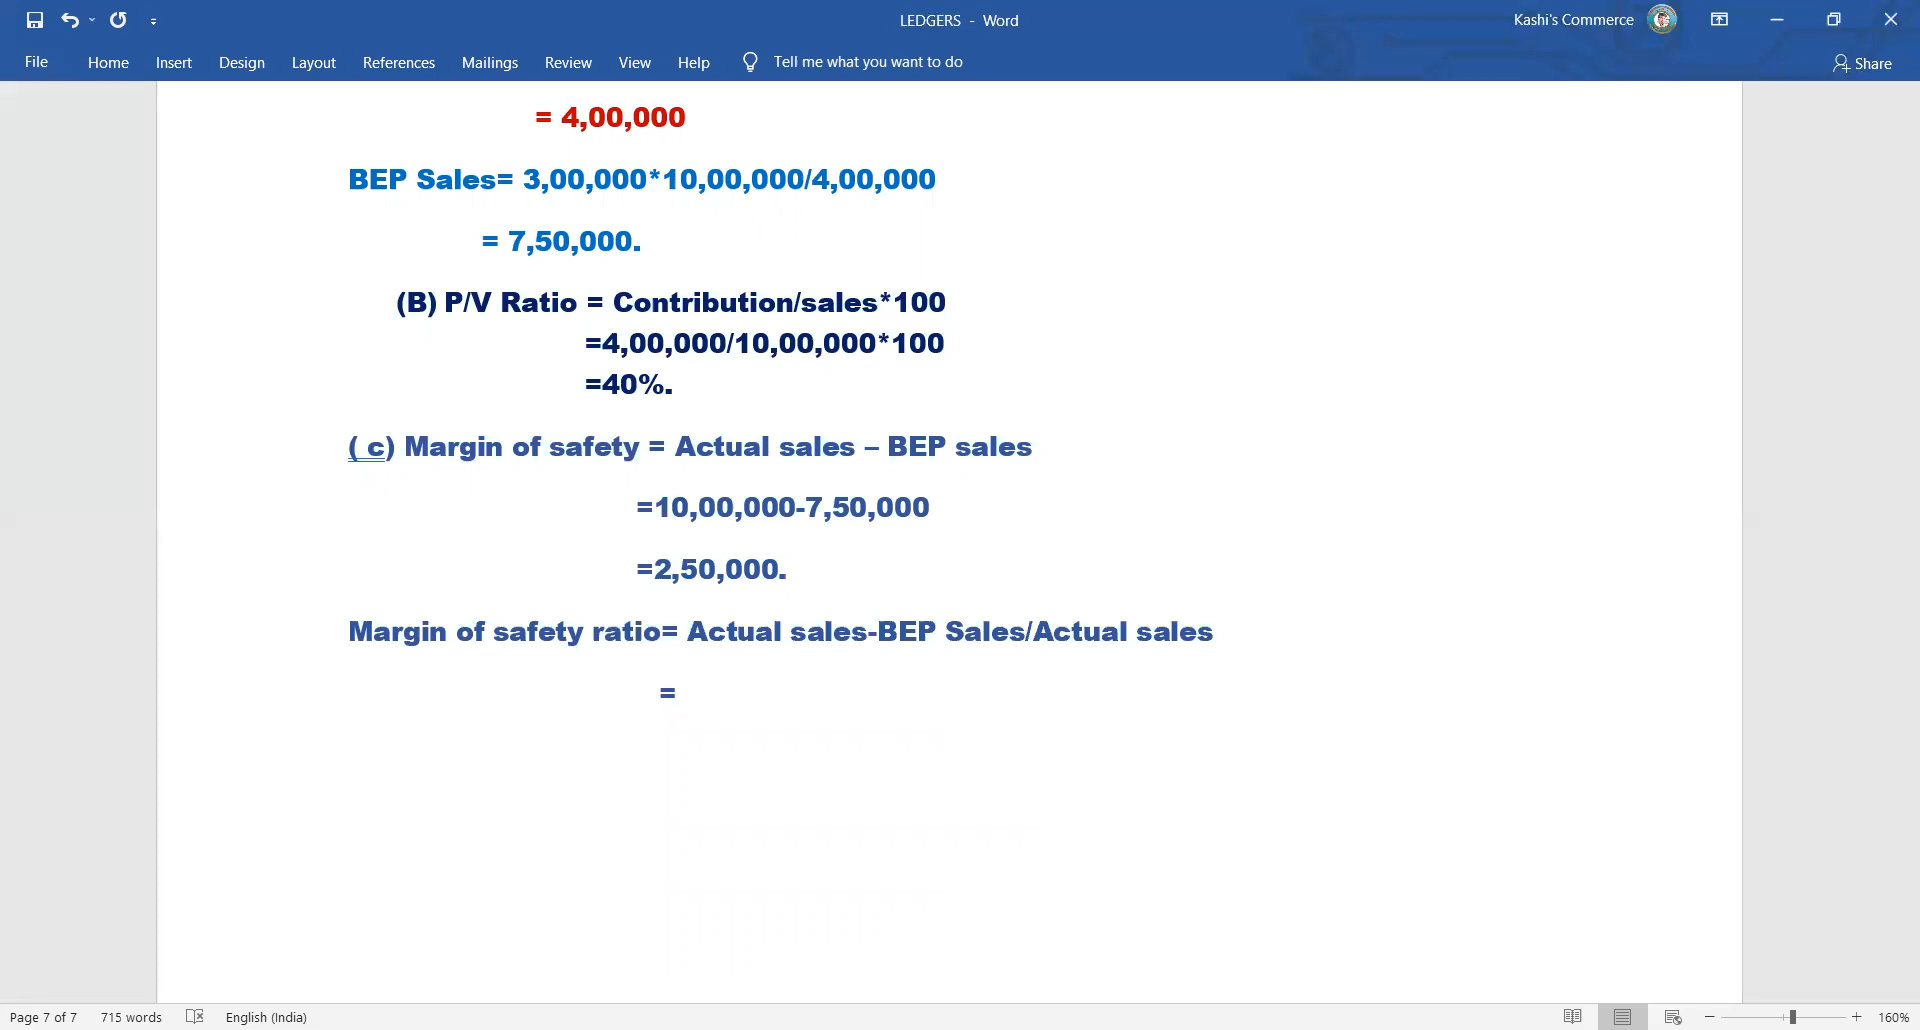 LEDGERS - Word
Kashi's Commerce
File Home Insert Design Layout References Mailings Review View Help Tell me what you want to do Share
= 4,00,000
BEP Sales= 3,00,000*10,00,000/4,00,000
= 7,50,000.
(B) P/V Ratio = Contribution/sales*100
=4,00,000/10,00,000*100
=40%.
( c) Margin of safety = Actual sales – BEP sales
=10,00,000-7,50,000
=2,50,000.
Margin of safety ratio= Actual sales-BEP Sales/Actual sales
=
Page 7 of 7 715 words English (India) 160%